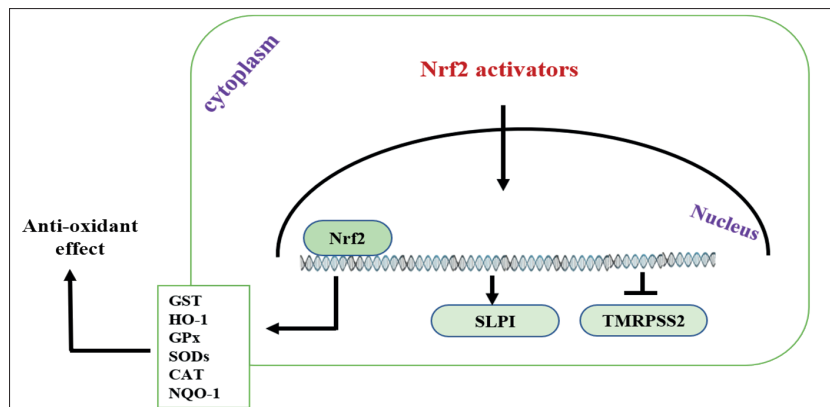 cytoplasm
Nrf2 activators
Nucleus
Nrf2
Anti-oxidant
effect
SLPI
TMRPSS2
GST
HO-1
GPx
SODs
CAT
NQO-1